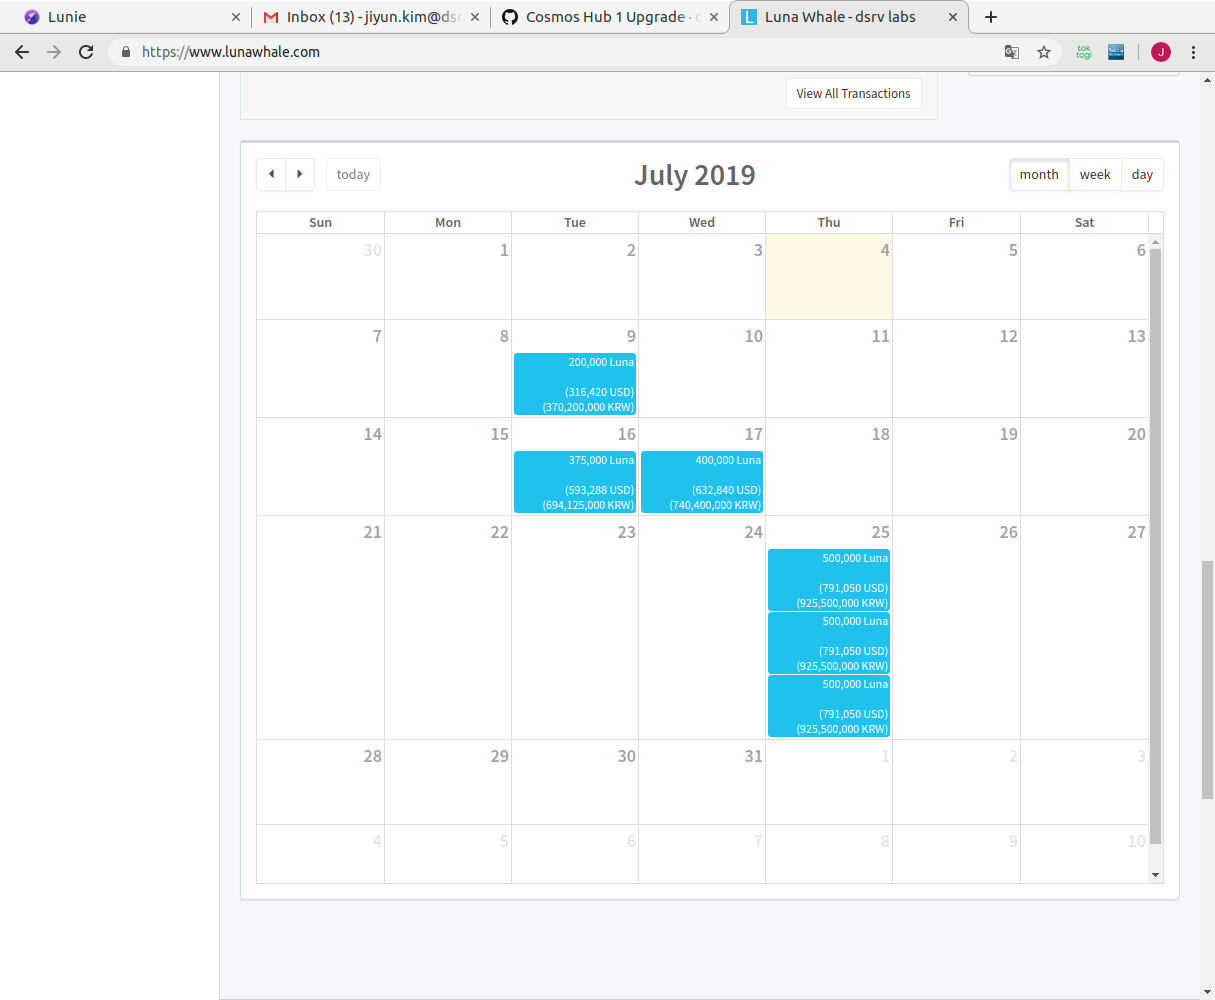 Lunie
Inbox (13) - jiyun.kim@ds
Cosmos Hub 1 Upgrade ·
Luna Whale - dsrv labs
https://www.lunawhale.com
tok
togi
J
View All Transactions
today
July 2019
month week day
Sun Mon Tue Wed Thu Fri Sat
30 1 2 3 4 5 6
7 8 9 10 11 12 13
200,000 Luna
(316,420 USD)
(370,200,000 KRW)
14 15 16 17 18 19 20
375,000 Luna
(593,288 USD)
(694,125,000 KRW)
400,000 Luna
(632,840 USD)
(740,400,000 KRW)
21 22 23 24 25 26 27
500,000 Luna
(791,050 USD)
(925,500,000 KRW)
500,000 Luna
(791,050 USD)
(925,500,000 KRW)
500,000 Luna
(791,050 USD)
(925,500,000 KRW)
28 29 30 31 1 2 3
4 5 6 7 8 9 10